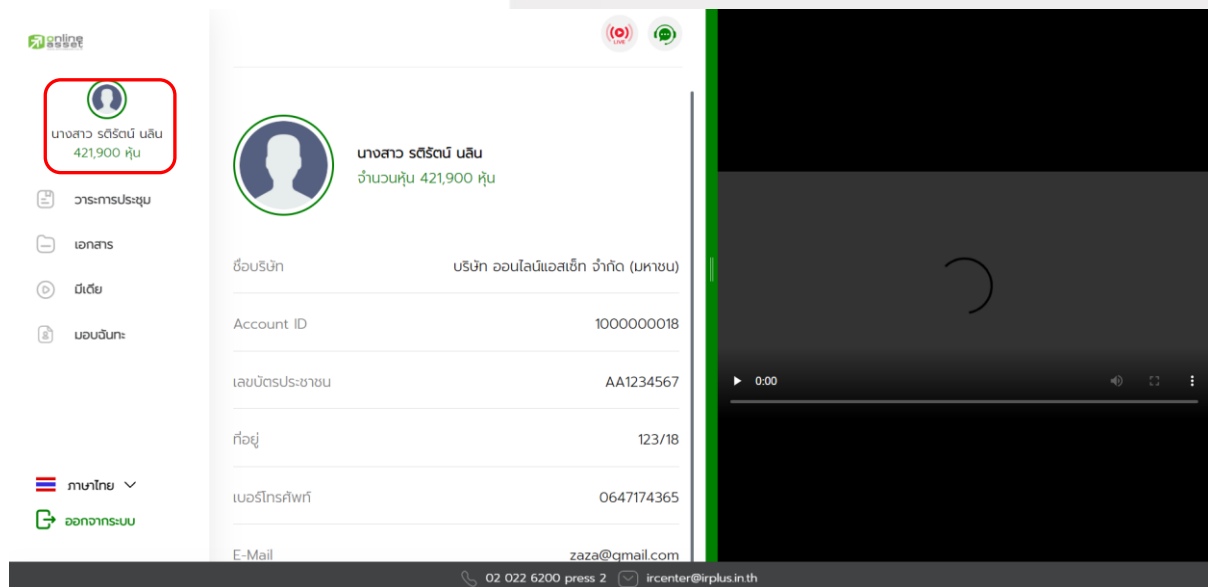 online
asset
LIVE
นางสาว รติรัตน์ นลิน
421,900 หุ้น
วาระการประชุม
เอกสาร
มีเดีย
มอบฉันทะ
ภาษาไทย
ออกจากระบบ
นางสาว รติรัตน์ นลิน
จำนวนหุ้น 421,900 หุ้น
ชื่อบริษัท บริษัท ออนไลน์แอสเซ็ท จำกัด (มหาชน)
Account ID 1000000018
เลขบัตรประชาชน AA1234567
ที่อยู่ 123/18
เบอร์โทรศัพท์ 0647174365
E-Mail zaza@gmail.com
0:00
02 022 6200 press 2 ircenter@irplus.in.th